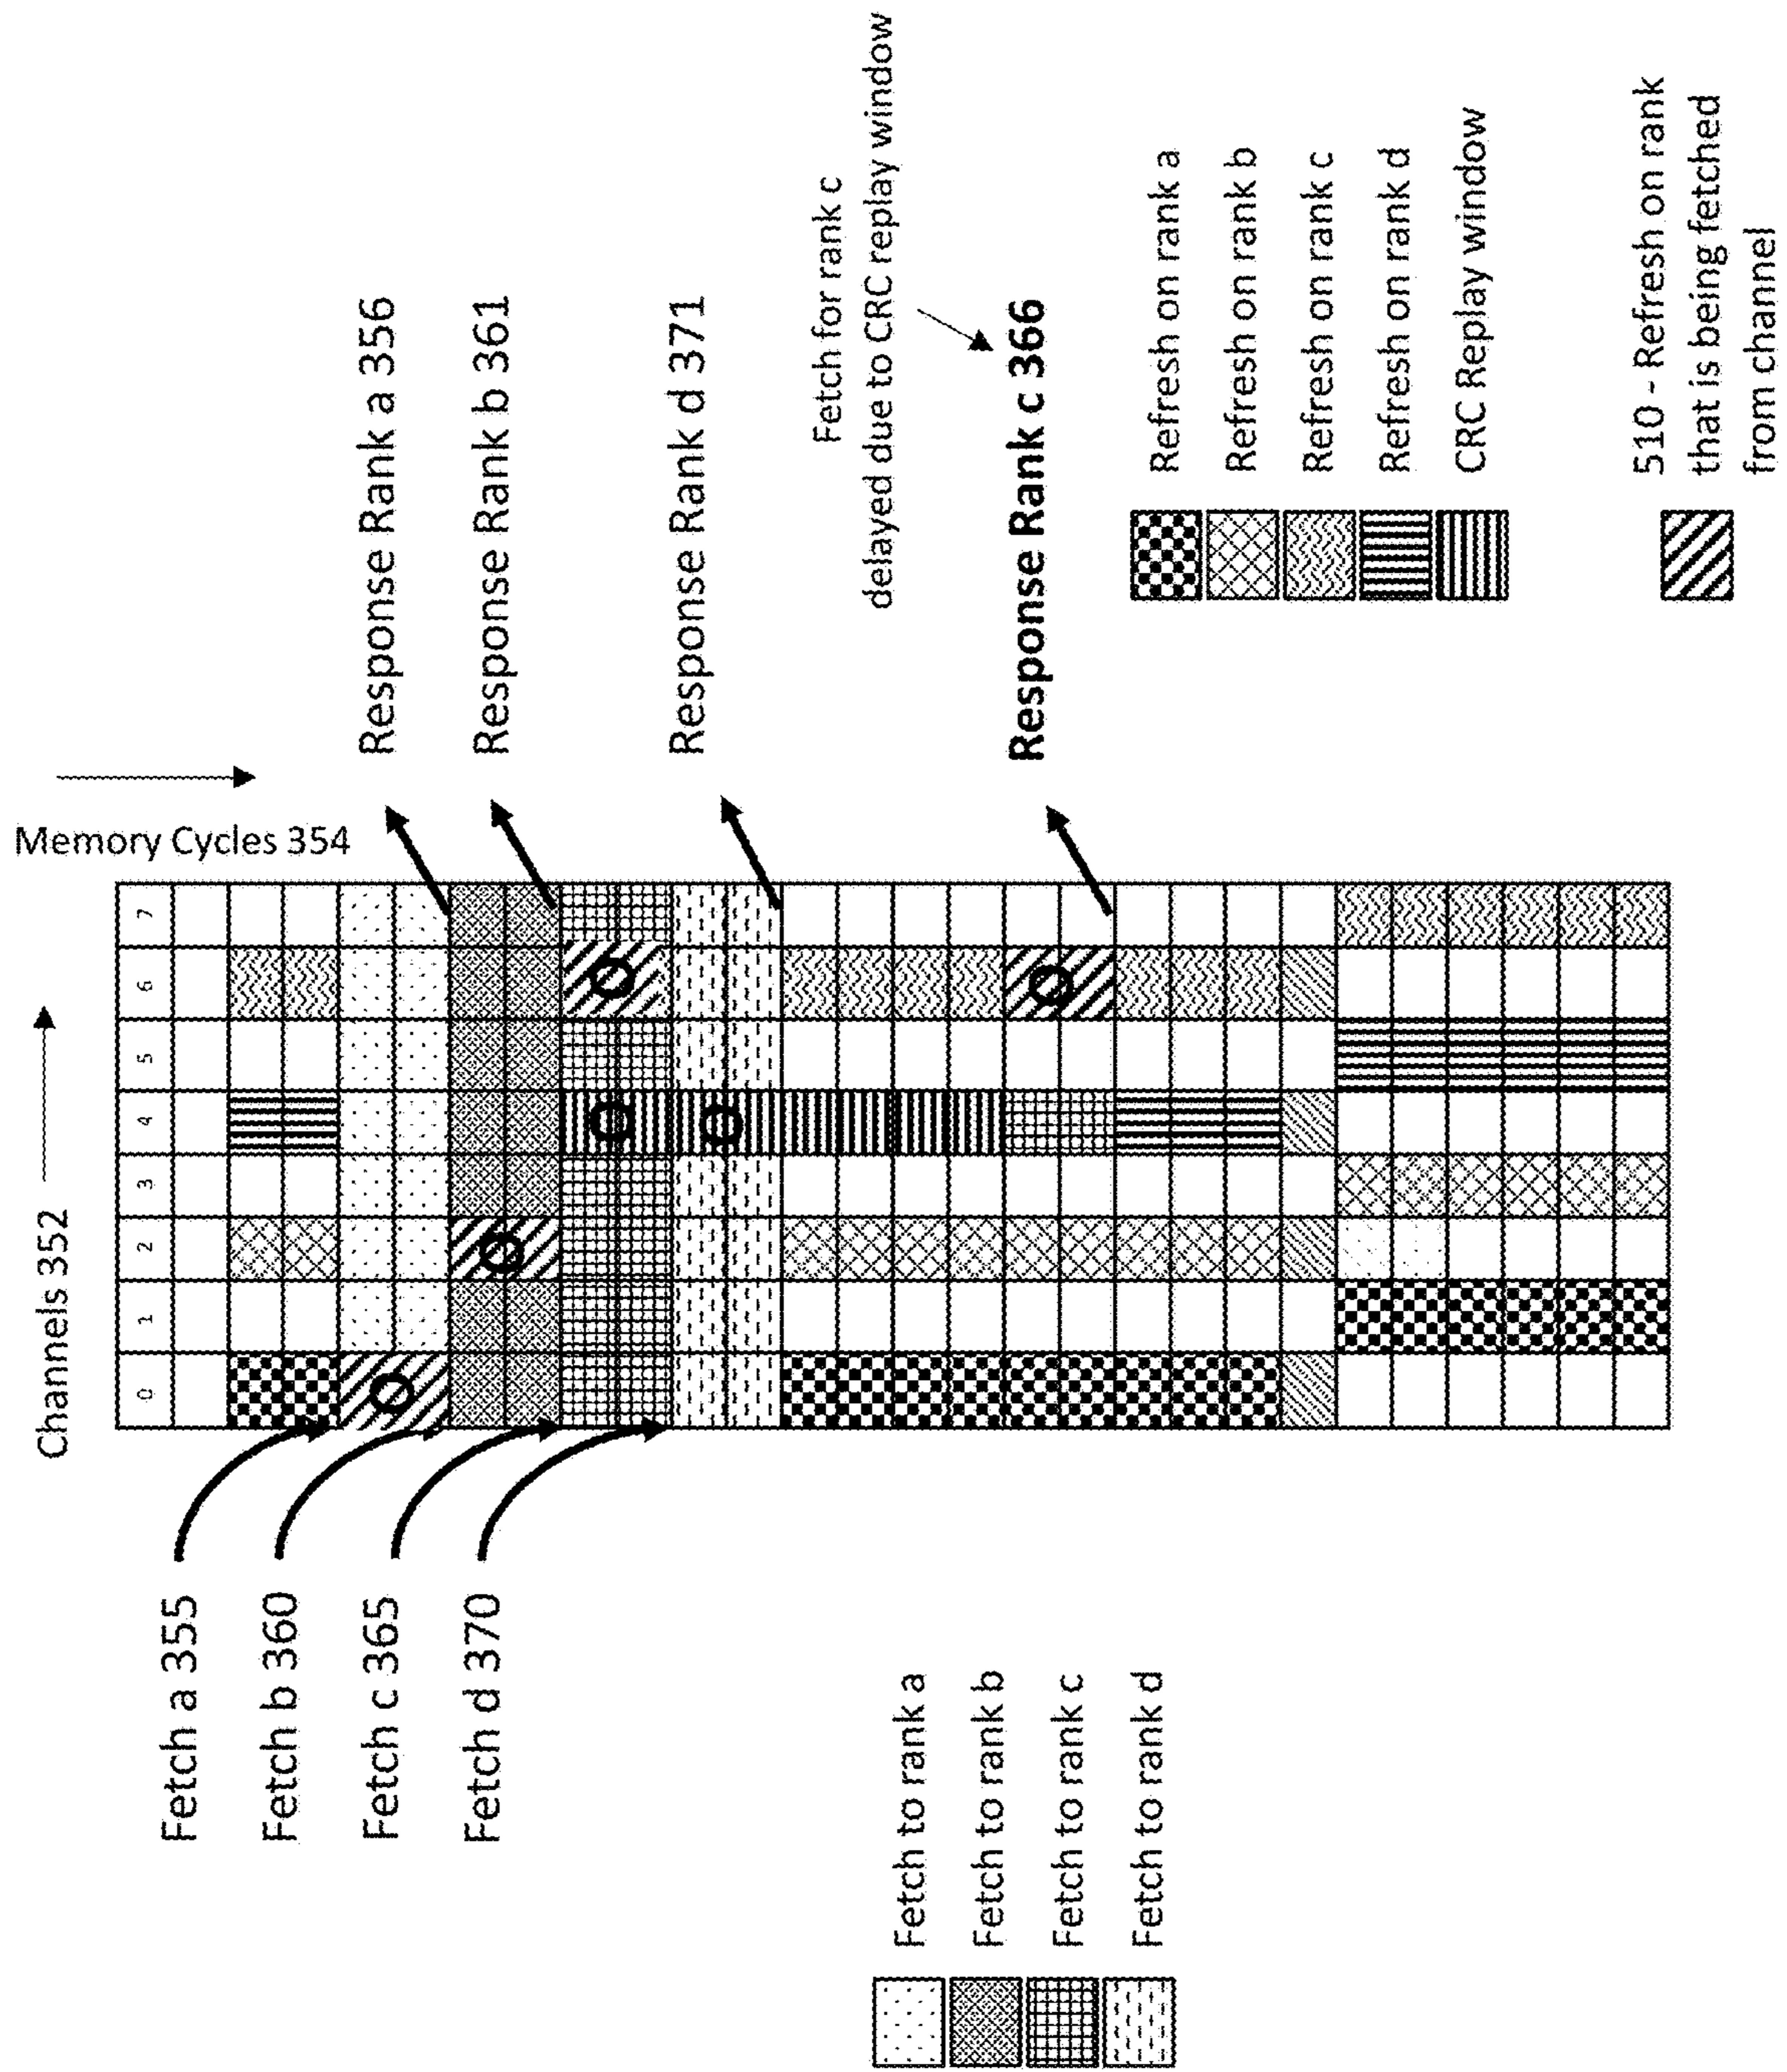 Channels 352
Memory Cycles 354
0 1 2 3 4 5 6 7
Fetch a 355
Fetch b 360
Fetch c 365
Fetch d 370
Response Rank a 356
Response Rank b 361
Response Rank d 371
Fetch for rank c
delayed due to CRC replay window
Response Rank c 366
Fetch to rank a
Fetch to rank b
Fetch to rank c
Fetch to rank d
Refresh on rank a
Refresh on rank b
Refresh on rank c
Refresh on rank d
CRC Replay window
510 - Refresh on rank
that is being fetched
from channel